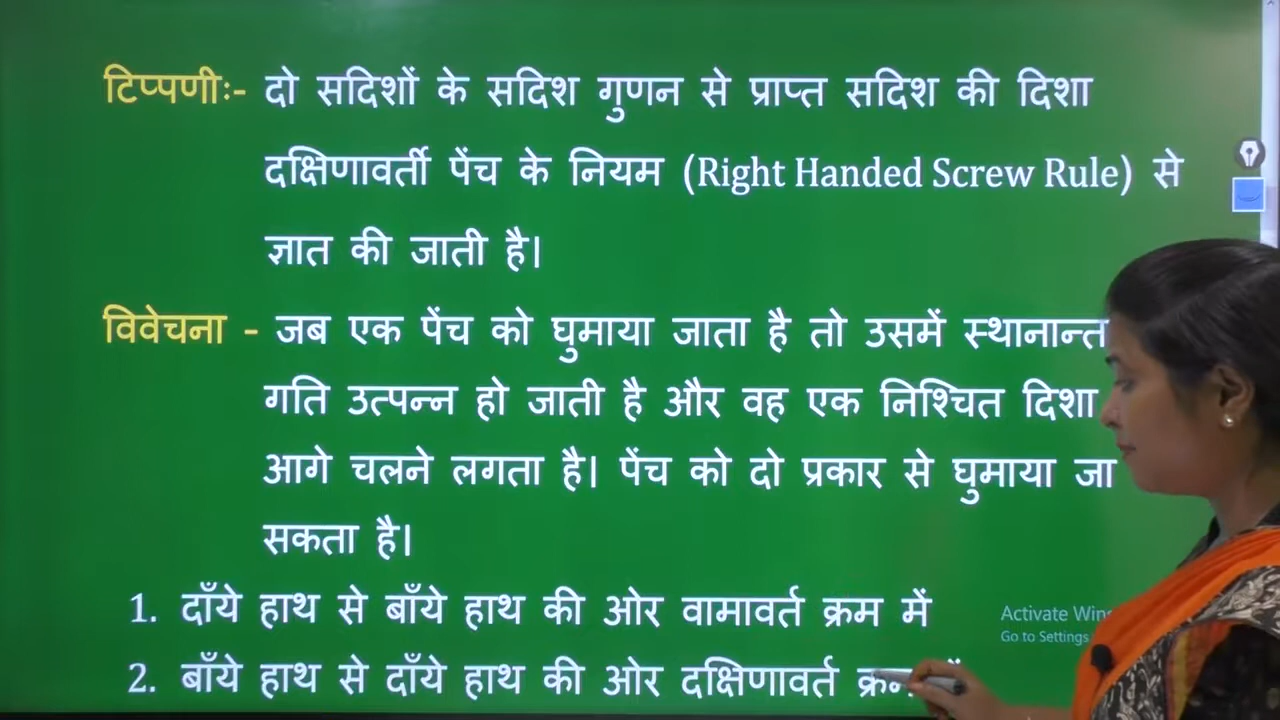 टिप्पणीः- दो सदिशों के सदिश गुणन से प्राप्त सदिश की दिशा
दक्षिणावर्ती पेंच के नियम (Right Handed Screw Rule) से
ज्ञात की जाती है।
विवेचना - जब एक पेंच को घुमाया जाता है तो उसमें
गति उत्पन्न हो जाती है और वह एक निश्चित दिशा
आगे चलने लगता है। पेंच को दो प्रकार से घुमाया जा
सकता है।
1. दाँये हाथ से बाँये हाथ की ओर वामावर्त क्रम में
2. बाँये हाथ से दाँये हाथ की ओर दक्षिणावर्त
Activate
Go to Settings